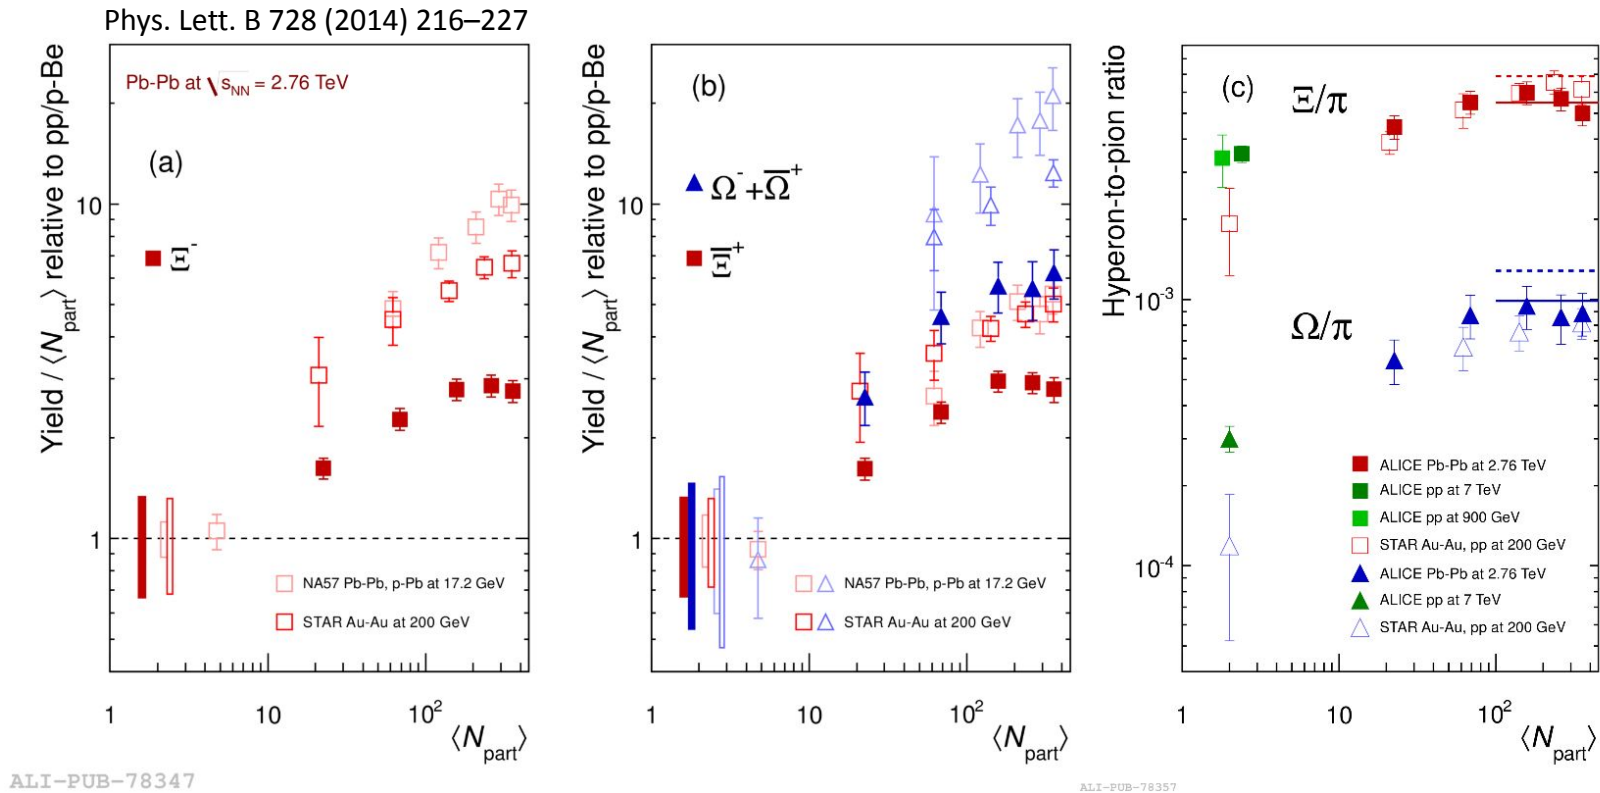 Phys. Lett. B 728 (2014) 216–227
Yield / ⟨Npart⟩ relative to pp/p-Be
Pb-Pb at √sNN = 2.76 TeV
(a)
10
Ξ-
1
NA57 Pb-Pb, p-Pb at 17.2 GeV
STAR Au-Au at 200 GeV
1
10
10²
⟨Npart⟩
Yield / ⟨Npart⟩ relative to pp/p-Be
(b)
10
Ω-+Ω̅+
Ξ̅+
1
NA57 Pb-Pb, p-Pb at 17.2 GeV
STAR Au-Au at 200 GeV
1
10
10²
⟨Npart⟩
Hyperon-to-pion ratio
(c)
Ξ/π
10-3
Ω/π
10-4
ALICE Pb-Pb at 2.76 TeV
ALICE pp at 7 TeV
ALICE pp at 900 GeV
STAR Au-Au, pp at 200 GeV
ALICE Pb-Pb at 2.76 TeV
ALICE pp at 7 TeV
STAR Au-Au, pp at 200 GeV
1
10
10²
⟨Npart⟩
ALI-PUB-78347
ALI-PUB-78357